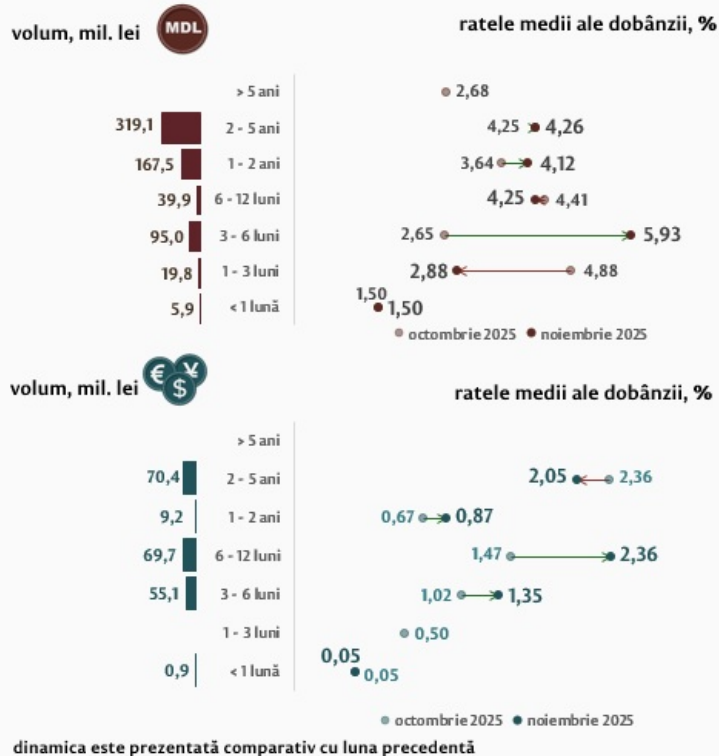 volum, mil. lei MDL ratele medii ale dobânzii, %
> 5 ani 2,68
319,1 2 - 5 ani 4,25 4,26
167,5 1 - 2 ani 3,64 4,12
39,9 6 - 12 luni 4,25 4,41
95,0 3 - 6 luni 2,65 5,93
19,8 1 - 3 luni 2,88 4,88
5,9 < 1 lună 1,50 1,50
octombrie 2025 noiembrie 2025
volum, mil. lei € ¥ $ ratele medii ale dobânzii, %
> 5 ani
70,4 2 - 5 ani 2,05 2,36
9,2 1 - 2 ani 0,67 0,87
69,7 6 - 12 luni 1,47 2,36
55,1 3 - 6 luni 1,02 1,35
1 - 3 luni 0,50
0,9 < 1 lună 0,05 0,05
octombrie 2025 noiembrie 2025
dinamica este prezentată comparativ cu luna precedentă